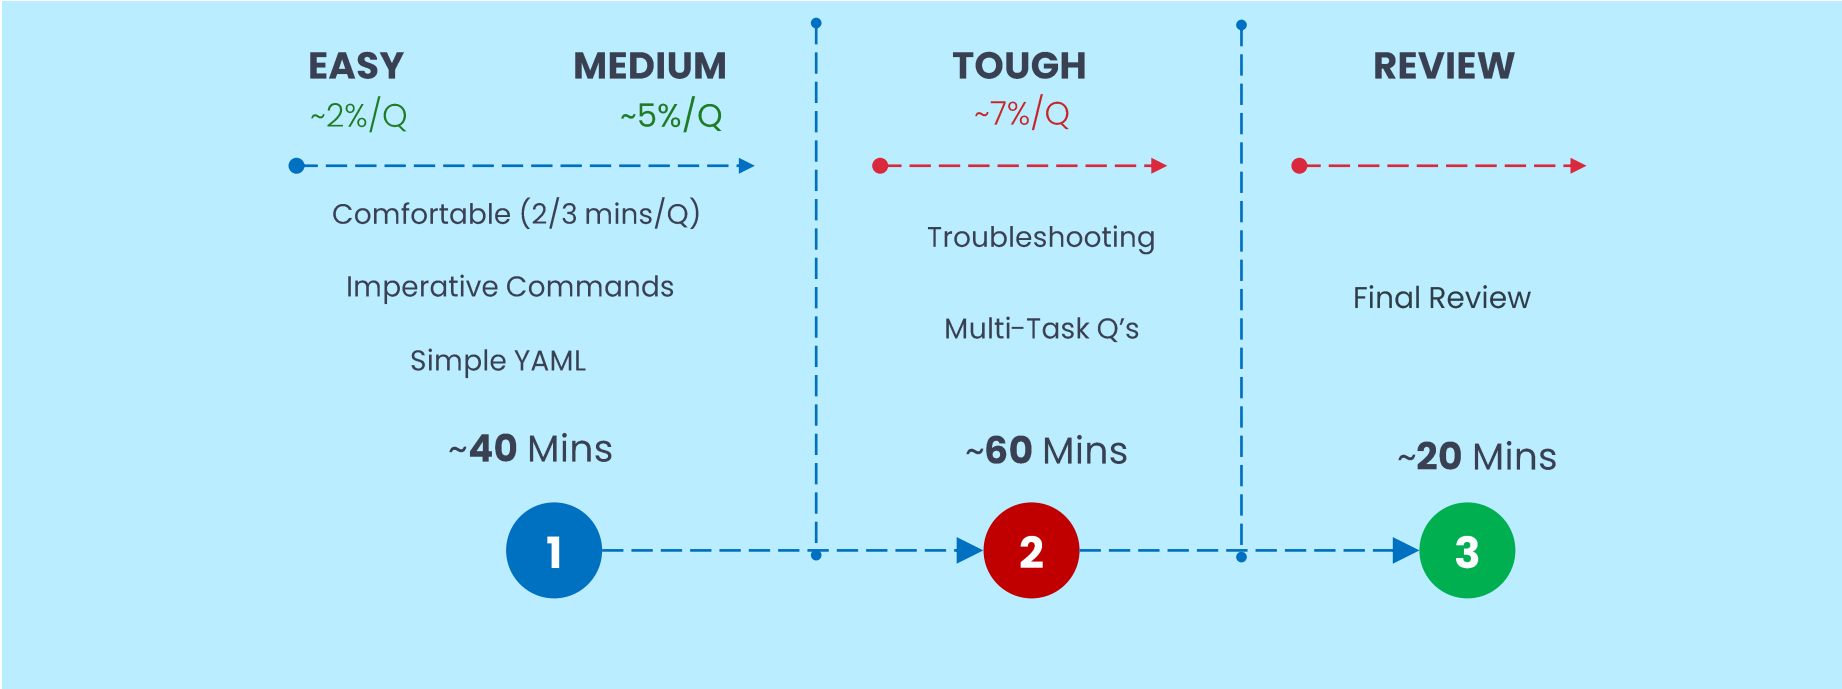 EASY
~2%/Q
MEDIUM
~5%/Q
Comfortable (2/3 mins/Q)
Imperative Commands
Simple YAML
~40 Mins
1
TOUGH
~7%/Q
Troubleshooting
Multi-Task Q’s
~60 Mins
2
REVIEW
Final Review
~20 Mins
3